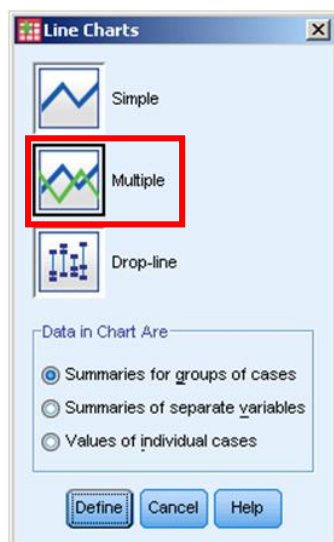 Line Charts
Simple
Multiple
Drop-line
Data in Chart Are
Summaries for groups of cases
Summaries of separate variables
Values of individual cases
Define Cancel Help